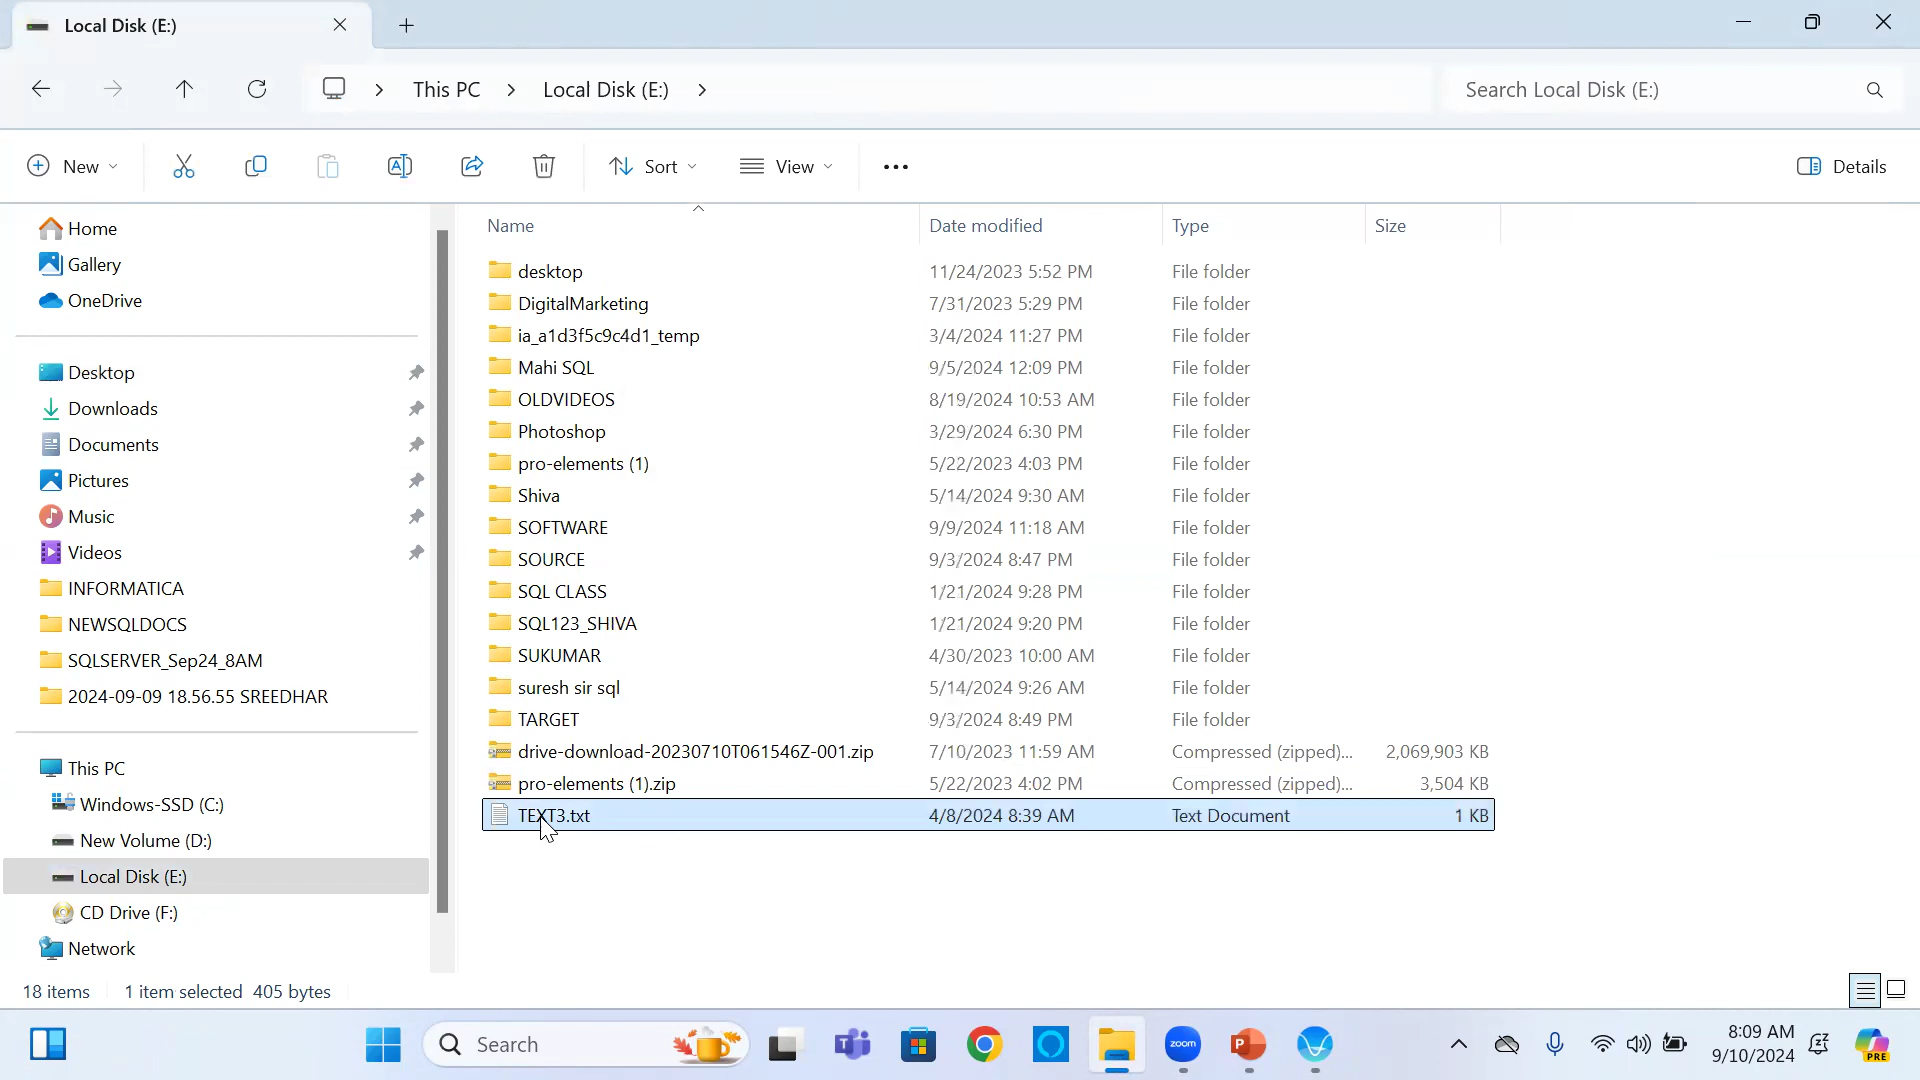 Local Disk (E:)
This PC
Local Disk (E:)
Search Local Disk (E:)
New
Sort
View
Details
Name Date modified Type Size
Home
Gallery
OneDrive
Desktop
Downloads
Documents
Pictures
Music
Videos
INFORMATICA
NEWSQLDOCS
SQLSERVER_Sep24_8AM
2024-09-09 18.56.55 SREEDHAR
This PC
Windows-SSD (C:)
New Volume (D:)
Local Disk (E:)
CD Drive (F:)
Network
desktop 11/24/2023 5:52 PM File folder
DigitalMarketing 7/31/2023 5:29 PM File folder
ia_a1d3f5c9c4d1_temp 3/4/2024 11:27 PM File folder
Mahi SQL 9/5/2024 12:09 PM File folder
OLDVIDEOS 8/19/2024 10:53 AM File folder
Photoshop 3/29/2024 6:30 PM File folder
pro-elements (1) 5/22/2023 4:03 PM File folder
Shiva 5/14/2024 9:30 AM File folder
SOFTWARE 9/9/2024 11:18 AM File folder
SOURCE 9/3/2024 8:47 PM File folder
SQL CLASS 1/21/2024 9:28 PM File folder
SQL123_SHIVA 1/21/2024 9:20 PM File folder
SUKUMAR 4/30/2023 10:00 AM File folder
suresh sir sql 5/14/2024 9:26 AM File folder
TARGET 9/3/2024 8:49 PM File folder
drive-download-20230710T061546Z-001.zip 7/10/2023 11:59 AM Compressed (zipped)... 2,069,903 KB
pro-elements (1).zip 5/22/2023 4:02 PM Compressed (zipped)... 3,504 KB
TEXT3.txt 4/8/2024 8:39 AM Text Document 1 KB
18 items 1 item selected 405 bytes
Search
zoom
8:09 AM
9/10/2024
PRE